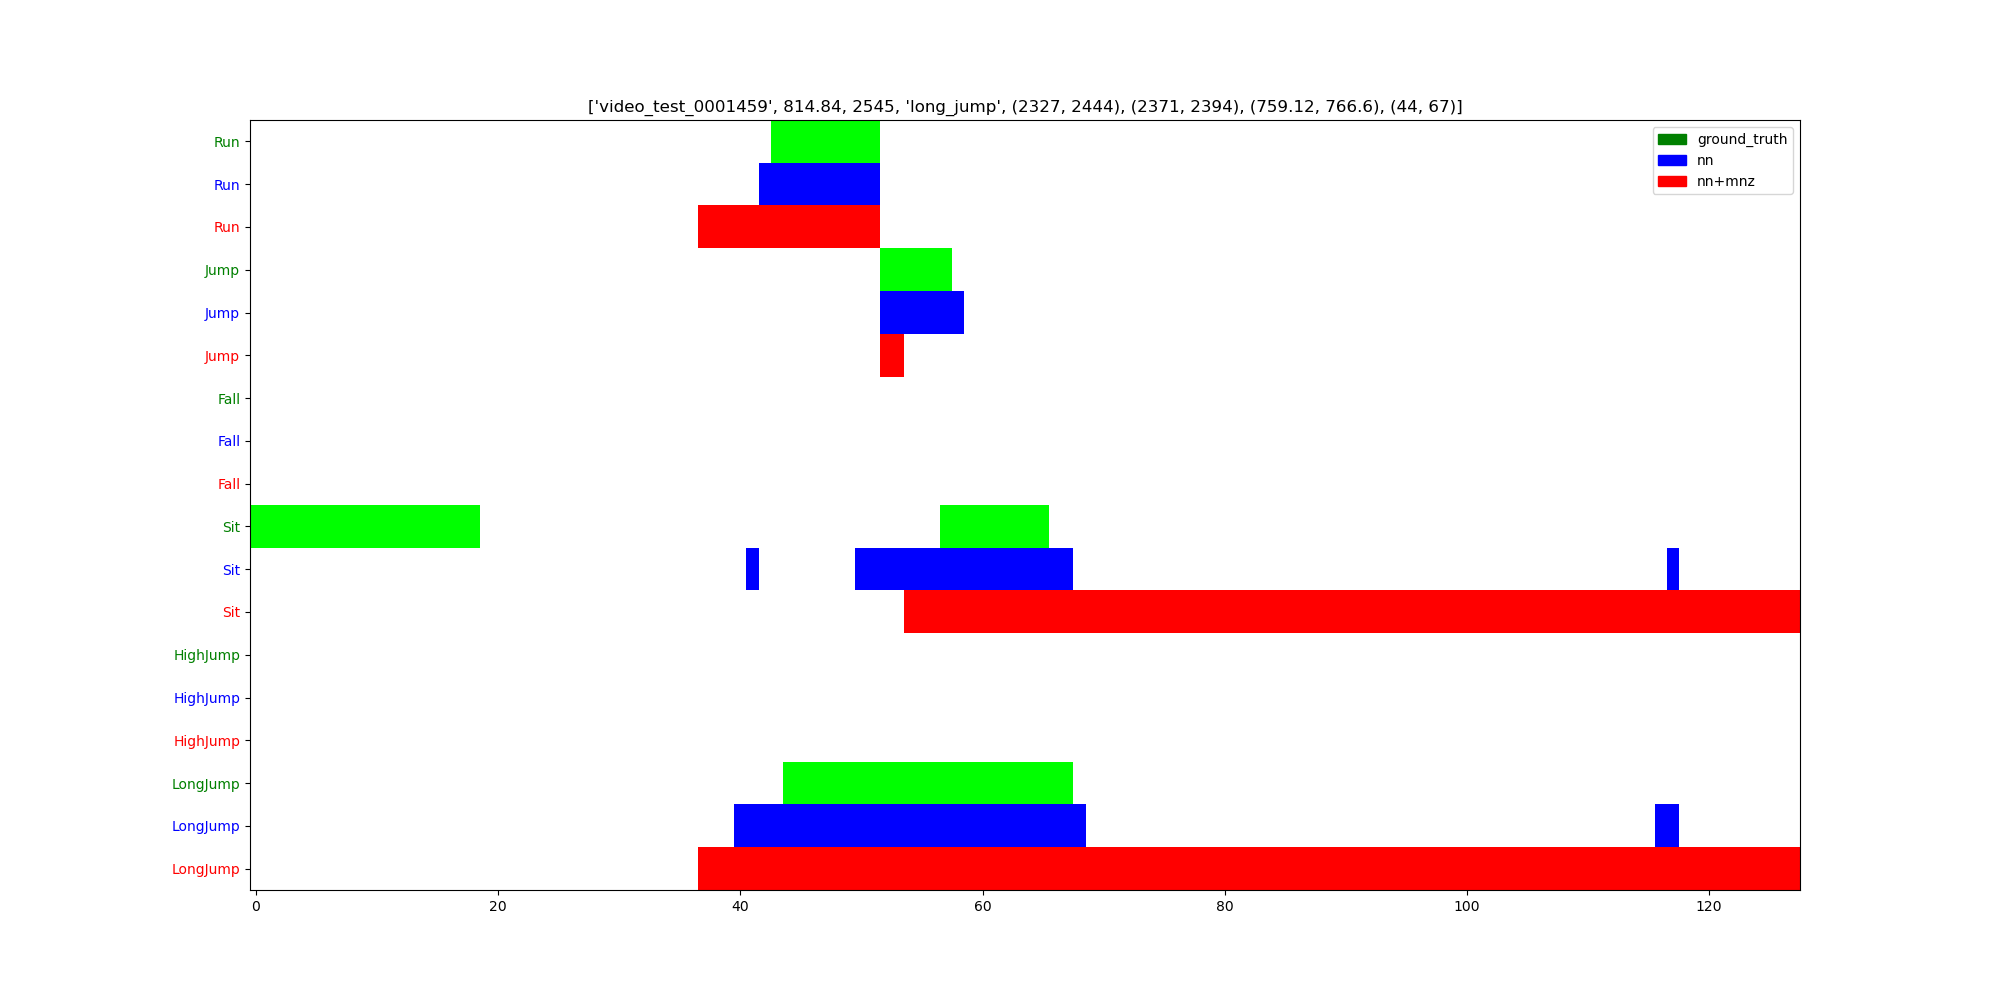 ['video_test_0001459', 814.84, 2545, 'long_jump', (2327, 2444), (2371, 2394), (759.12, 766.6), (44, 67)]
ground_truth
nn
nn+mnz
Run
Run
Run
Jump
Jump
Jump
Fall
Fall
Fall
Sit
Sit
Sit
HighJump
HighJump
HighJump
LongJump
LongJump
LongJump
0 20 40 60 80 100 120